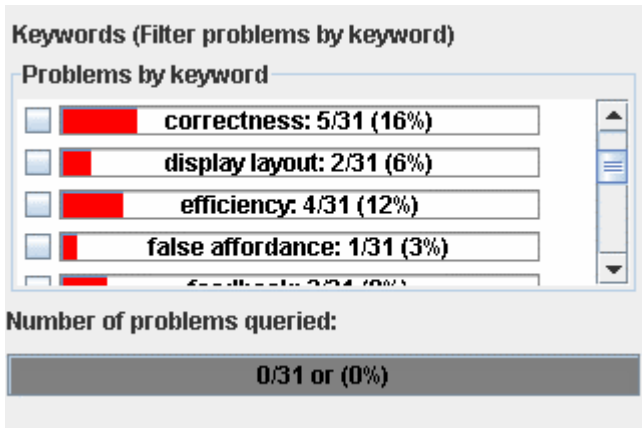 Keywords (Filter problems by keyword)
Problems by keyword
correctness: 5/31 (16%)
display layout: 2/31 (6%)
efficiency: 4/31 (12%)
false affordance: 1/31 (3%)
Number of problems queried:
0/31 or (0%)